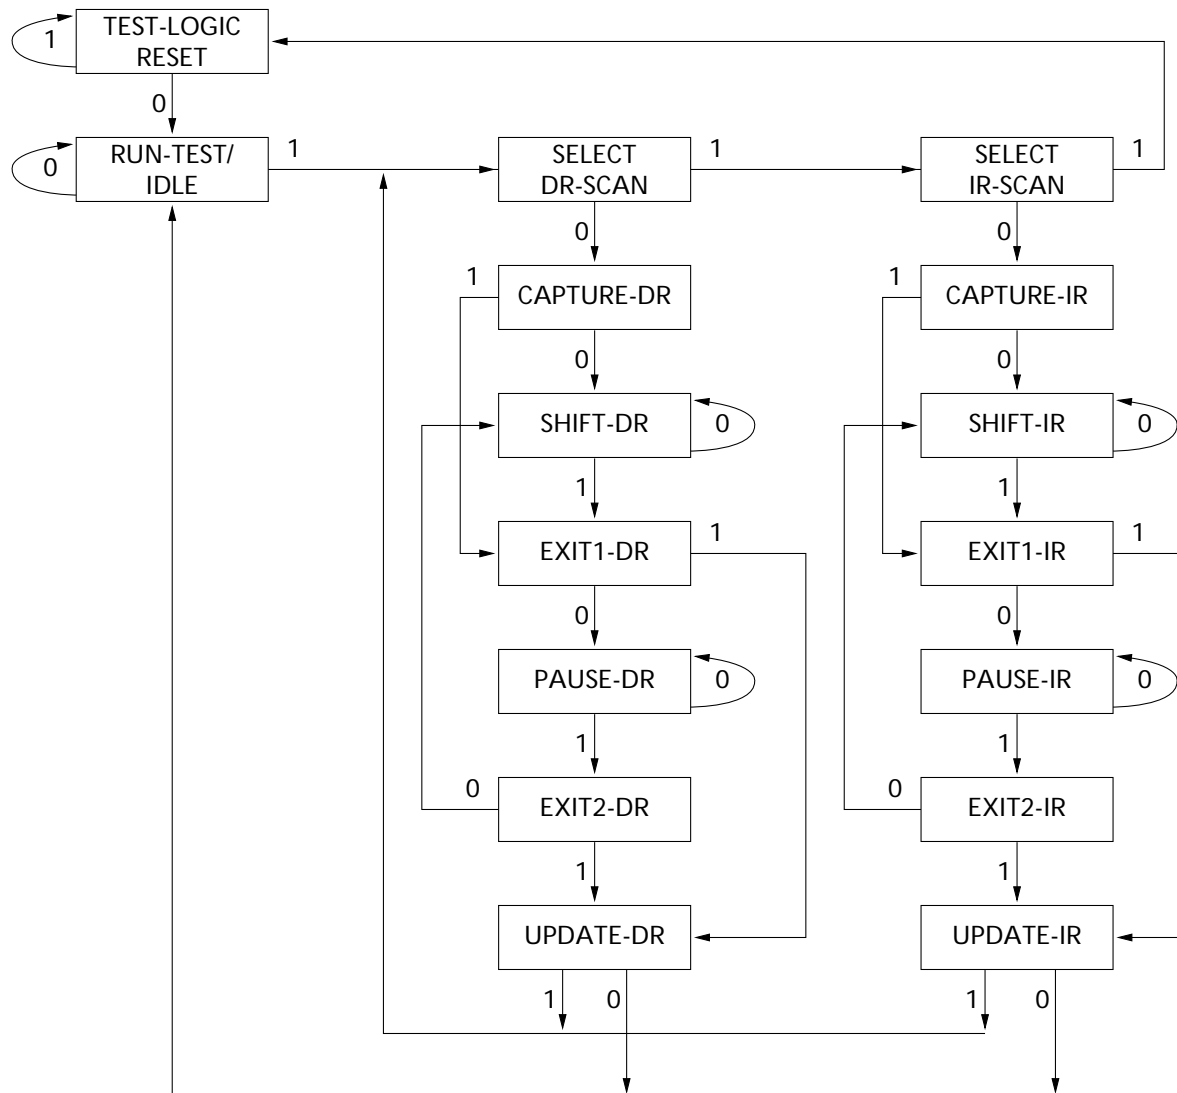 TEST-LOGIC
RESET
1
0
RUN-TEST/
IDLE
0
1
SELECT
DR-SCAN
1
SELECT
IR-SCAN
1
0
0
1
CAPTURE-DR
1
CAPTURE-IR
0
0
SHIFT-DR
0
SHIFT-IR
0
1
1
EXIT1-DR
1
EXIT1-IR
1
0
0
PAUSE-DR
0
PAUSE-IR
0
1
1
0
EXIT2-DR
0
EXIT2-IR
1
1
UPDATE-DR
UPDATE-IR
1
0
1
0